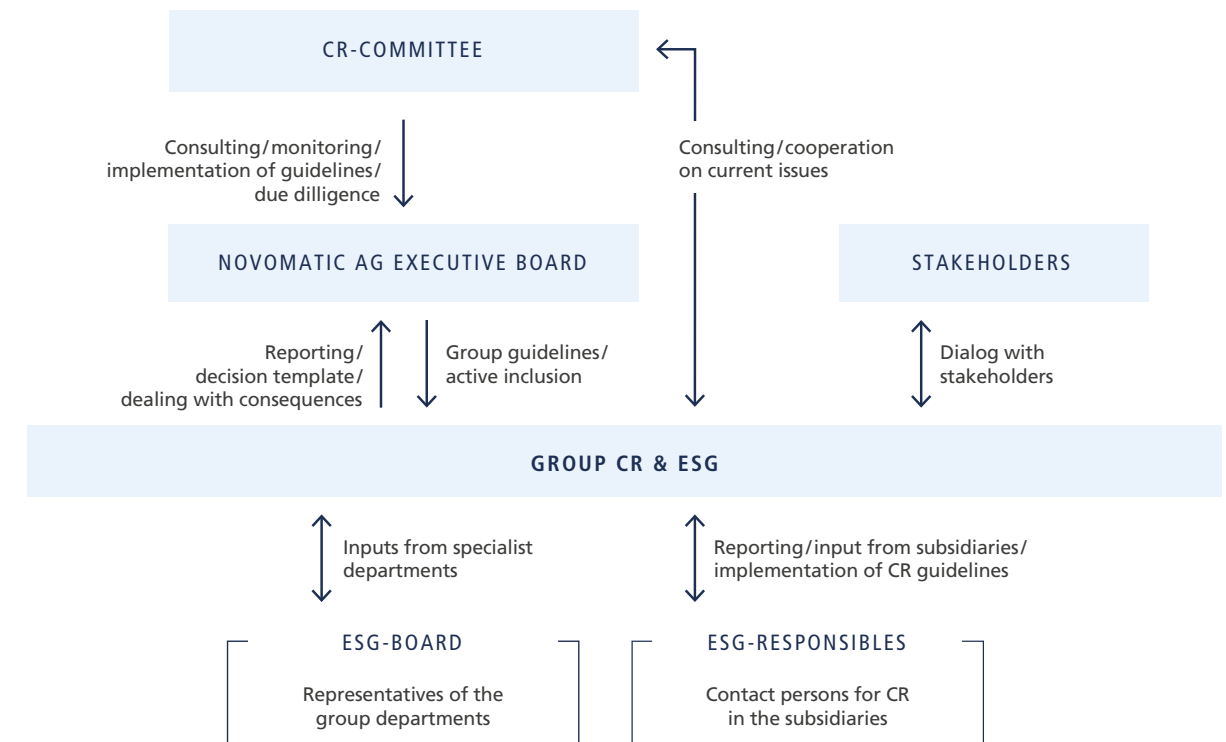 CR-COMMITTEE
Consulting/monitoring/
implementation of guidelines/
due dilligence
Consulting/cooperation
on current issues
NOVOMATIC AG EXECUTIVE BOARD
STAKEHOLDERS
Reporting/
decision template/
dealing with consequences
Group guidelines/
active inclusion
Dialog with
stakeholders
GROUP CR & ESG
Inputs from specialist
departments
Reporting/input from subsidiaries/
implementation of CR guidelines
ESG-BOARD
Representatives of the
group departments
ESG-RESPONSIBLES
Contact persons for CR
in the subsidiaries